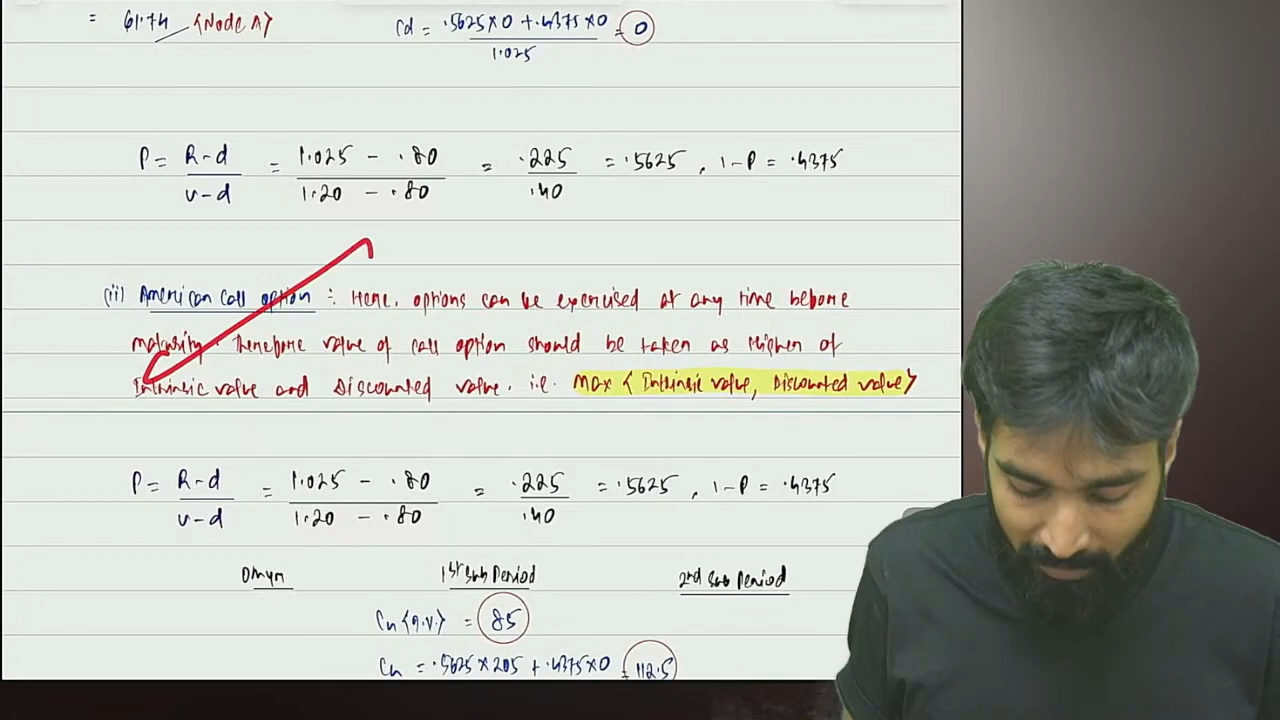 = 61.74 {Node A}
Cd = .5625×0 + .4375×0 = 0
1.025
P = R-d = 1.025 - .80 = .225 = .5625 , 1-P = .4375
u-d 1.20 - .80 .40
(ii) American call option :- Here, options can be exercised at any time before
maturity. Therefore value of call option should be taken as Higher of
Intrinsic value and Discounted value. i.e. Max { Intrinsic value, Discounted value}
P = R-d = 1.025 - .80 = .225 = .5625 , 1-P = .4375
u-d 1.20 - .80 .40
0 myn 1st Sub Period 2nd Sub Period
Cu = 85
Cu = .5625×205 + .4375×0 = 112.5